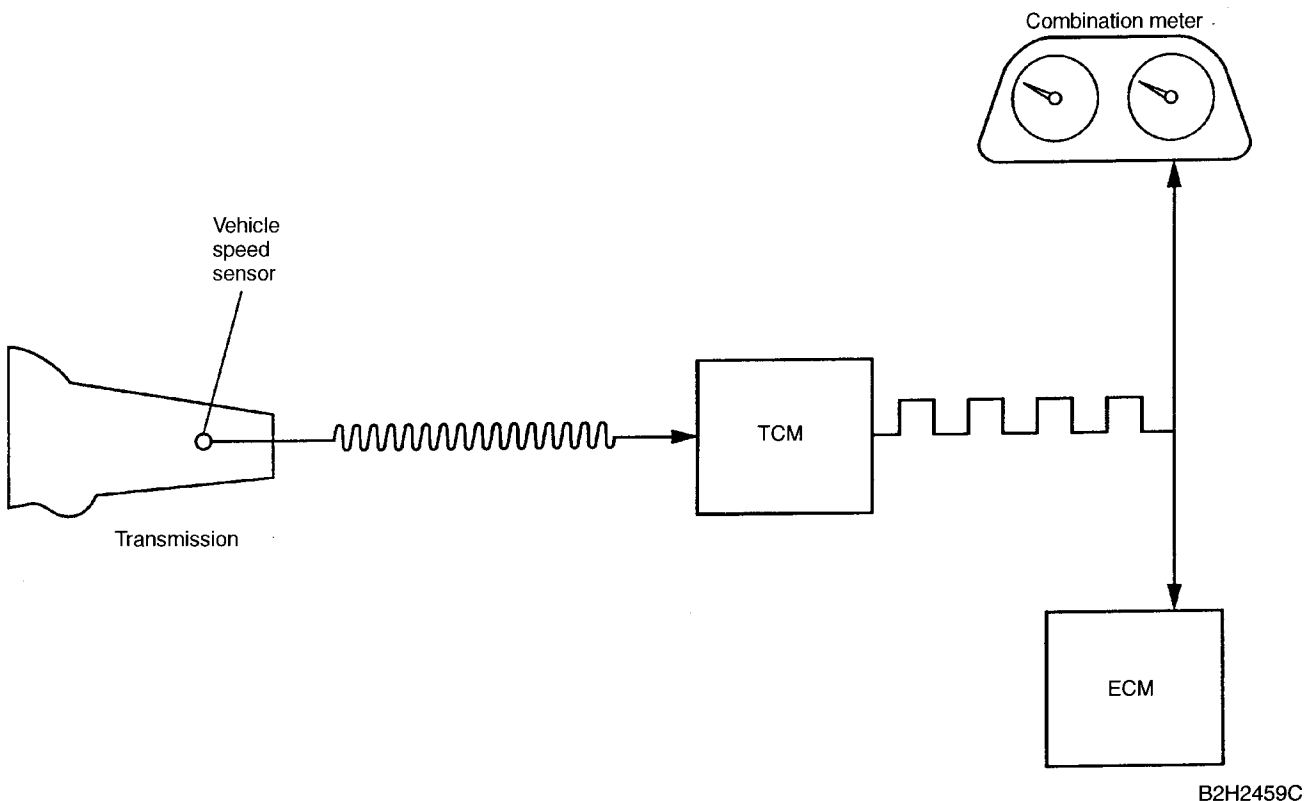 Combination meter
Vehicle
speed
sensor
TCM
Transmission
ECM
B2H2459C